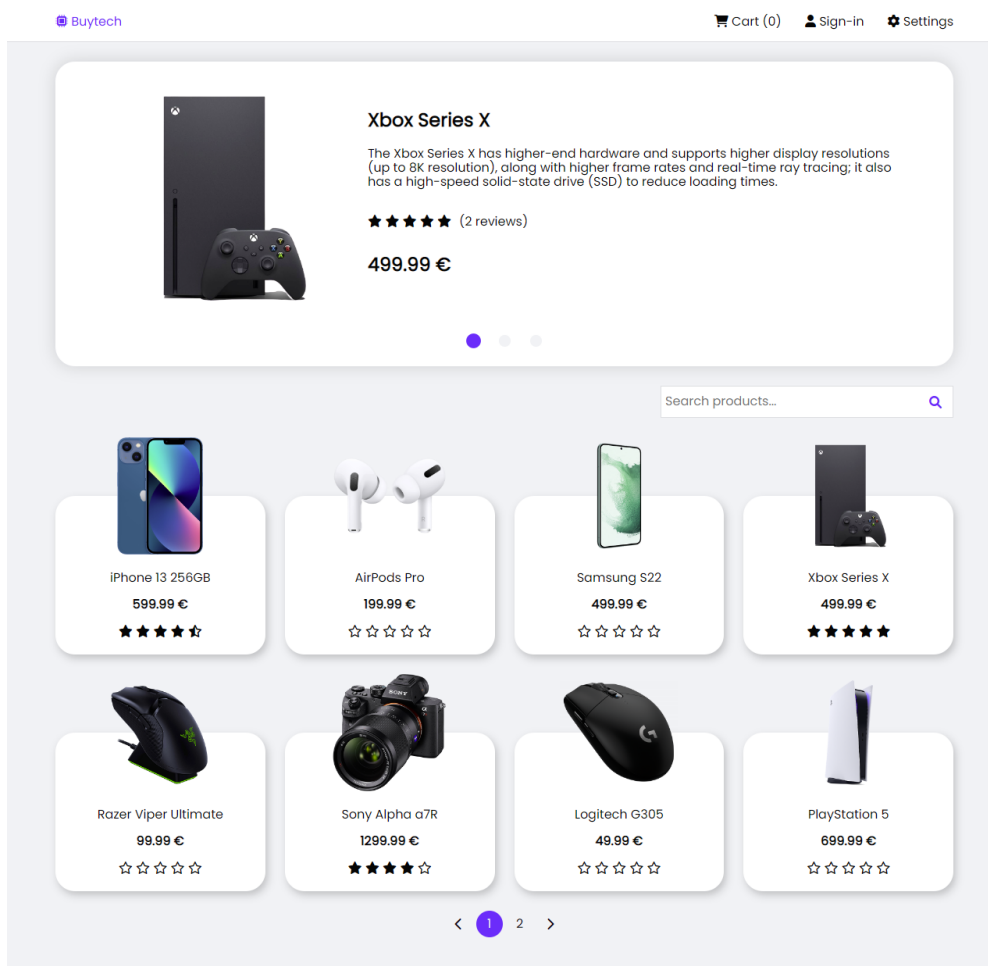 Buytech
Cart (0)
Sign-in
Settings
Xbox Series X
The Xbox Series X has higher-end hardware and supports higher display resolutions
(up to 8K resolution), along with higher frame rates and real-time ray tracing; it also
has a high-speed solid-state drive (SSD) to reduce loading times.
(2 reviews)
499.99 €
Search products...
iPhone 13 256GB
599.99 €
AirPods Pro
199.99 €
Samsung S22
499.99 €
Xbox Series X
499.99 €
Razer Viper Ultimate
99.99 €
SONY
Sony Alpha a7R
1299.99 €
G
Logitech G305
49.99 €
PlayStation 5
699.99 €
1
2